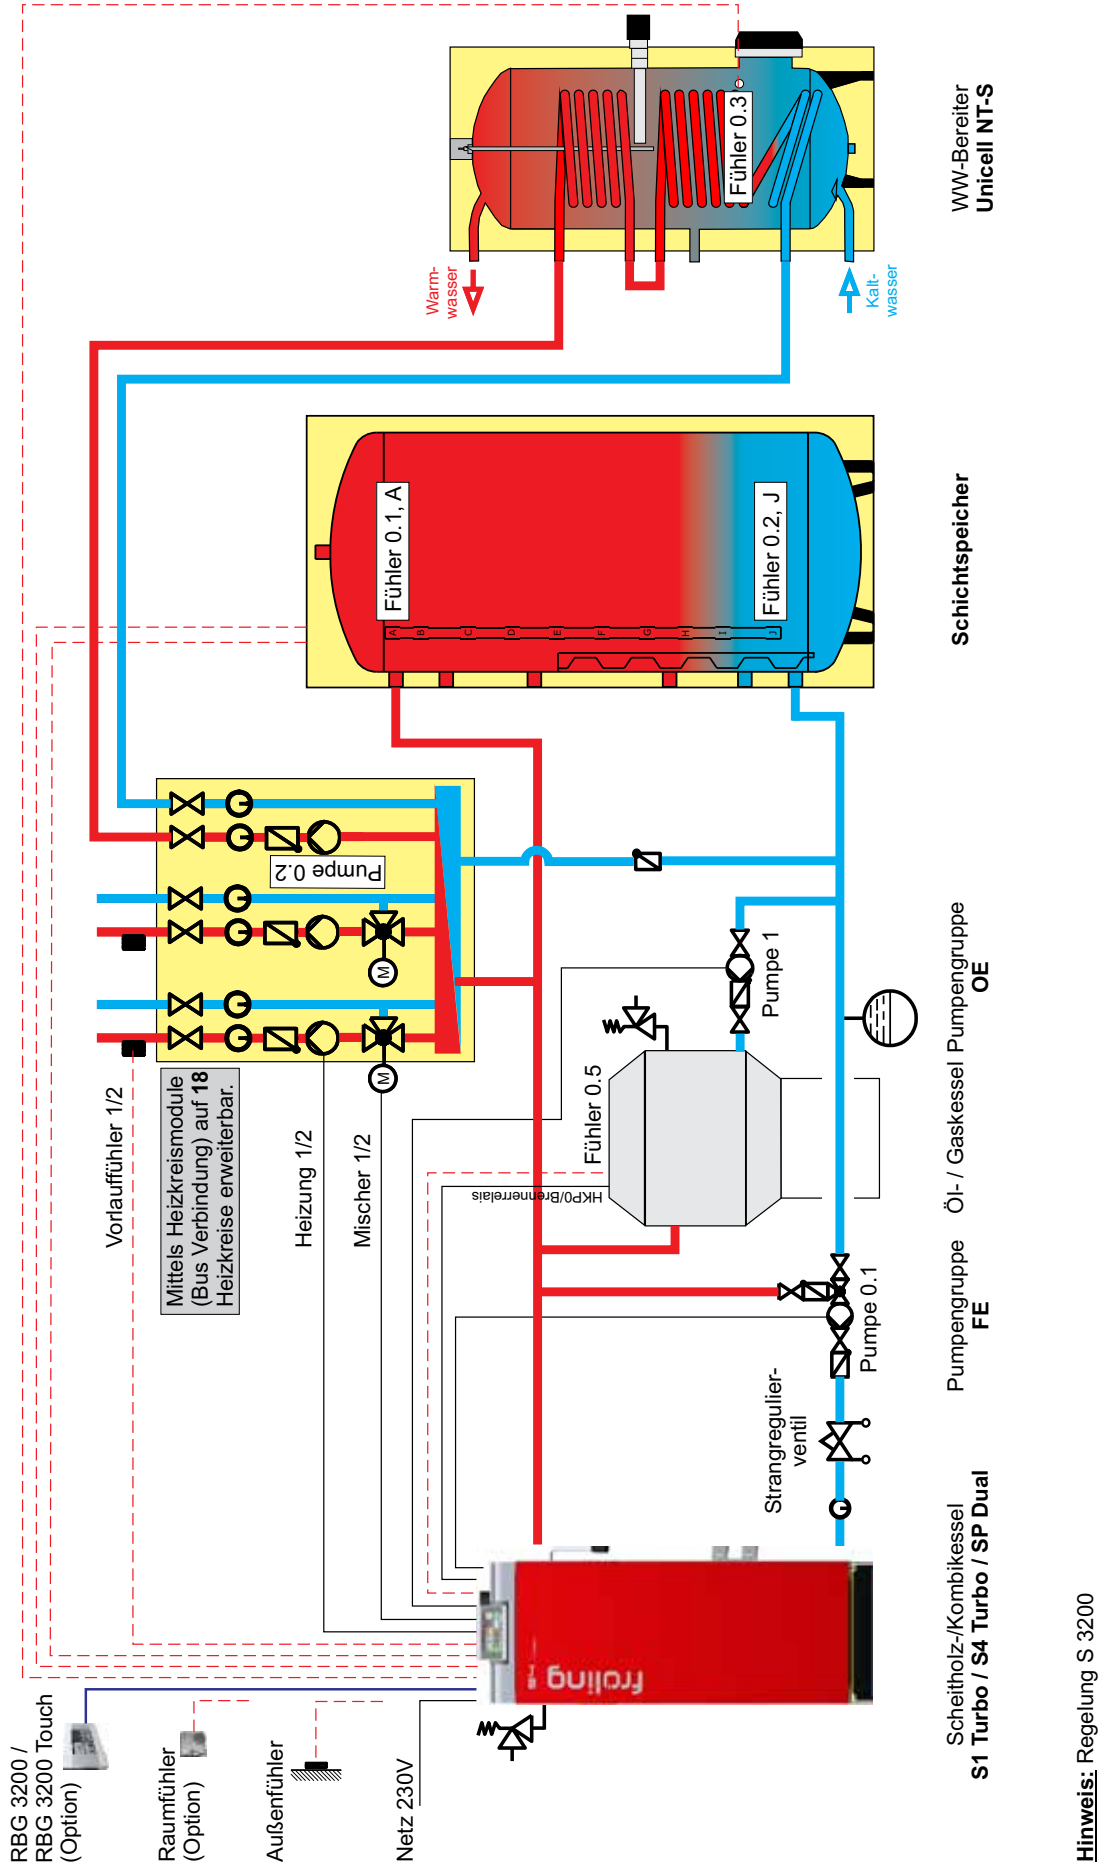 RBG 3200 /
RBG 3200 Touch
(Option)
Raumfühler
(Option)
Außenfühler
Netz 230V
Vorlauffühler 1/2
Mittels Heizkreismodule
(Bus Verbindung) auf 18
Heizkreise erweiterbar.
Heizung 1/2
Mischer 1/2
M
M
Pumpe 0.2
HKP0/Brennerrelais
Fühler 0.5
Pumpe 1
Strangregulier-
ventil
Pumpe 0.1
fröling
Fühler 0.1, A
A
B
C
D
E
F
G
H
I
J
Fühler 0.2, J
Warm-
wasser
Kalt-
wasser
Fühler 0.3
Scheitholz-/Kombikessel
S1 Turbo / S4 Turbo / SP Dual
Pumpengruppe
FE
Öl- / Gaskessel Pumpengruppe
OE
Schichtspeicher
WW-Bereiter
Unicell NT-S
Hinweis: Regelung S 3200